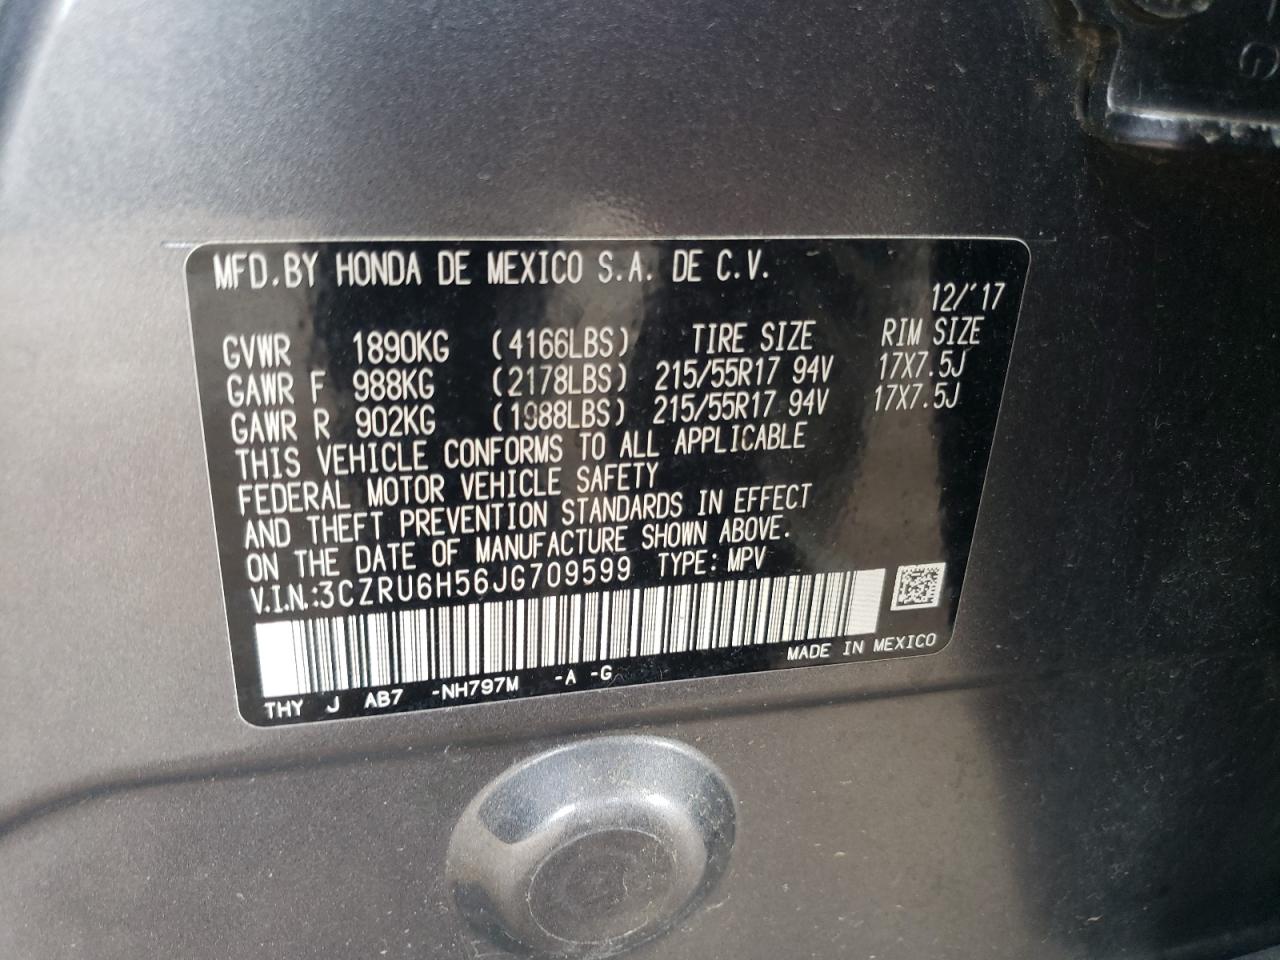 MFD.BY HONDA DE MEXICO S.A. DE C.V.
12/'17
GVWR 1890KG (4166LBS) TIRE SIZE RIM SIZE
GAWR F 988KG (2178LBS) 215/55R17 94V 17X7.5J
GAWR R 902KG (1988LBS) 215/55R17 94V 17X7.5J
THIS VEHICLE CONFORMS TO ALL APPLICABLE
FEDERAL MOTOR VEHICLE SAFETY
AND THEFT PREVENTION STANDARDS IN EFFECT
ON THE DATE OF MANUFACTURE SHOWN ABOVE.
V.I.N.:3CZRU6H56JG709599 TYPE: MPV
MADE IN MEXICO
THY J AB7 -NH797M -A -G